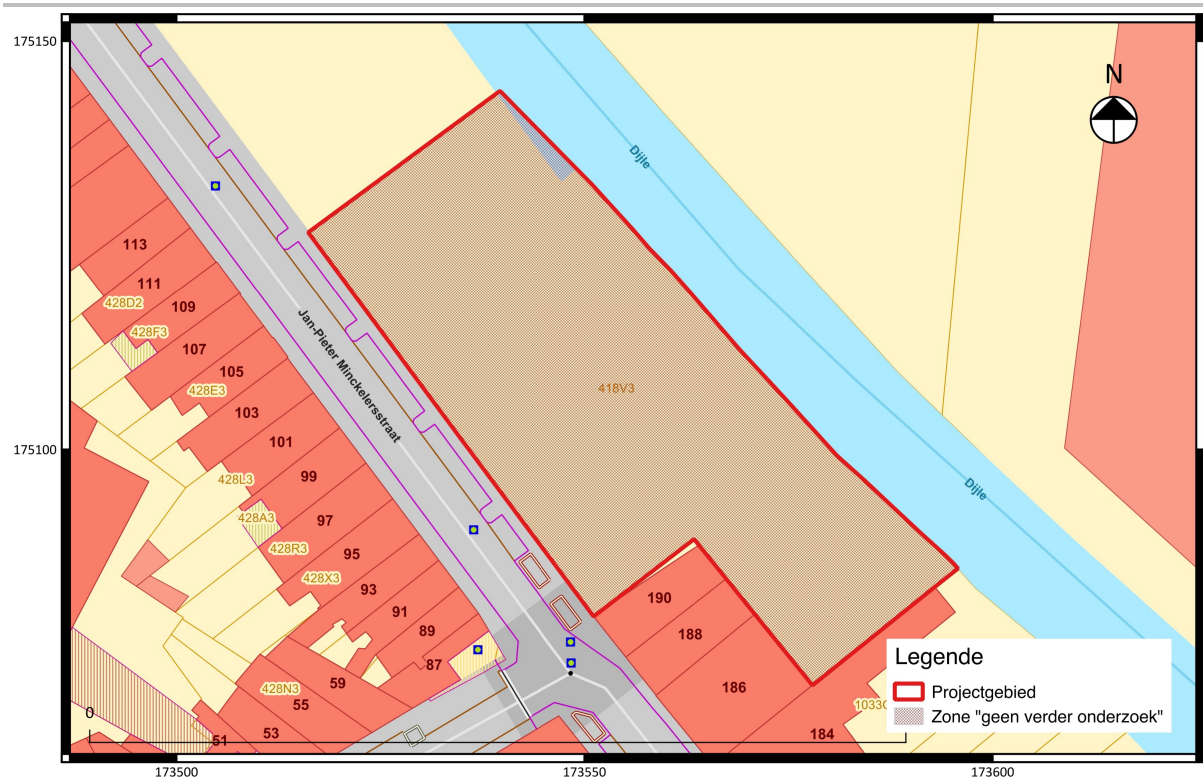 175150
N
Dijle
113
111
428D2
109
428F3
107
Jan-Pieter Minckelersstraat
105
428E3
103
418V3
101
175100
428L3
99
Dijle
428A3
97
428R3
95
428X3
93
190
91
188
89
87
186
59
428N3
55
53
51
184
Legende
Projectgebied
Zone "geen verder onderzoek"
0
173500
173550
173600